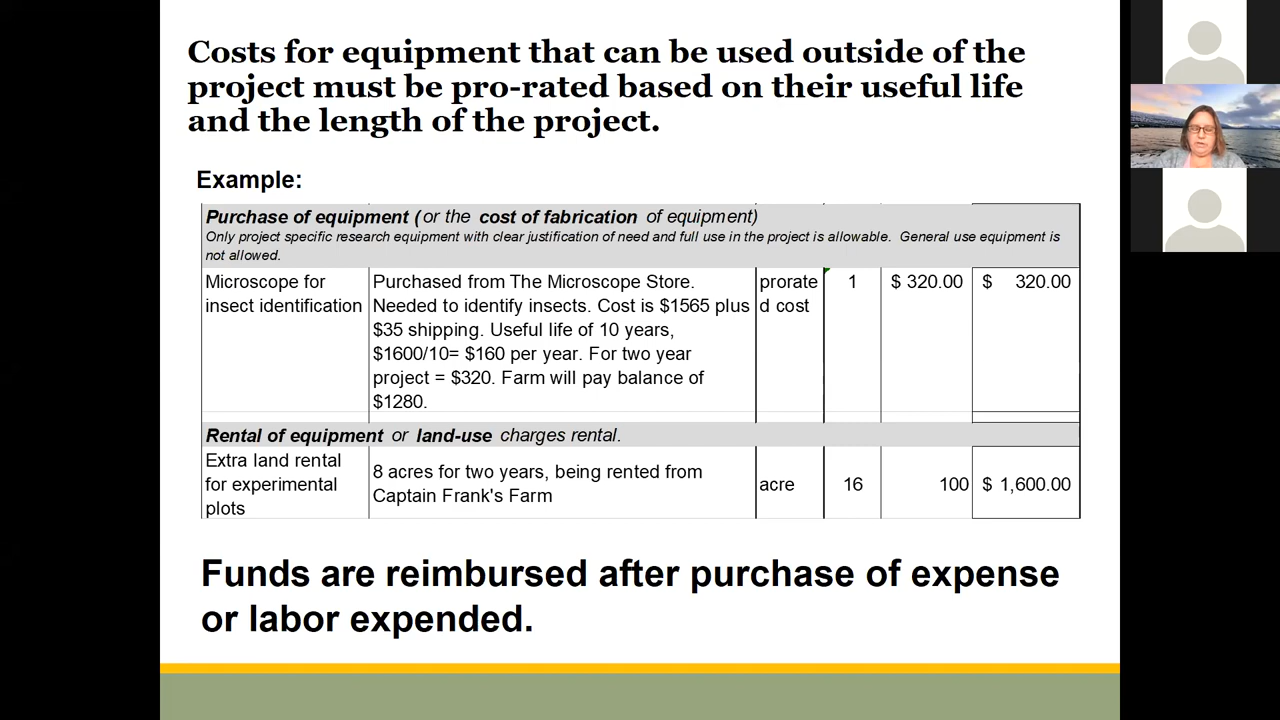 Costs for equipment that can be used outside of the
project must be pro-rated based on their useful life
and the length of the project.
Example:
Purchase of equipment (or the cost of fabrication of equipment)
Only project specific research equipment with clear justification of need and full use in the project is allowable. General use equipment is
not allowed.
Microscope for
insect identification
Purchased from The Microscope Store.
Needed to identify insects. Cost is $1565 plus
$35 shipping. Useful life of 10 years,
$1600/10= $160 per year. For two year
project = $320. Farm will pay balance of
$1280.
prorate
d cost
1
$ 320.00
$ 320.00
Rental of equipment or land-use charges rental.
Extra land rental
for experimental
plots
8 acres for two years, being rented from
Captain Frank's Farm
acre
16
100
$ 1,600.00
Funds are reimbursed after purchase of expense
or labor expended.